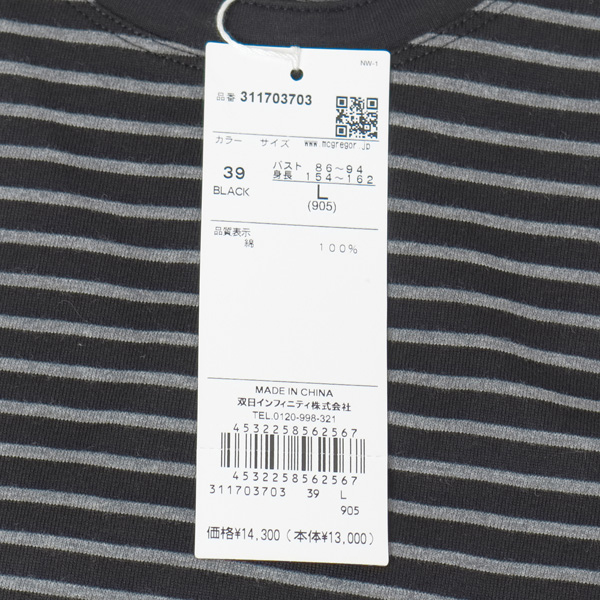 NW-1
品番 311703703
カラー サイズ www.mcgregor.jp
39 バスト 86~94
BLACK 身長 154~162
L
(905)
品質表示
綿 100%
MADE IN CHINA
双日インフィニティ株式会社
TEL.0120-998-321
4532258562567
4532258562567
311703703 39 L
905
価格¥14,300(本体¥13,000)